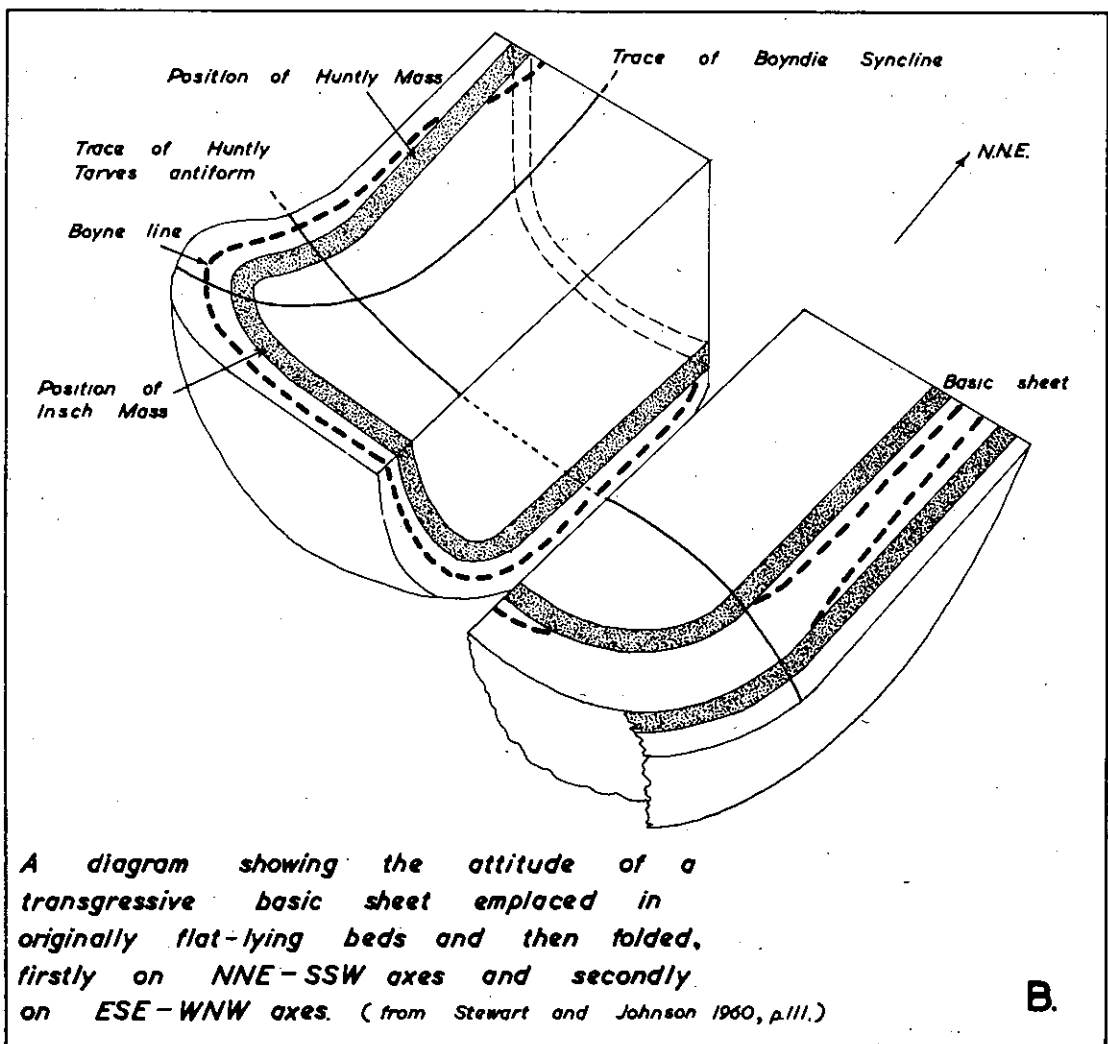 Trace of Boyndie Syncline
Position of Huntly Mass
Trace of Huntly
Tarves antiform
N.N.E.
Boyne line
Position of
Insch Mass
Basic sheet
A diagram showing the attitude of a
transgressive basic sheet emplaced in
originally flat-lying beds and then folded,
firstly on NNE-SSW axes and secondly
on ESE-WNW axes. (from Stewart and Johnson 1960, p.111.)
B.